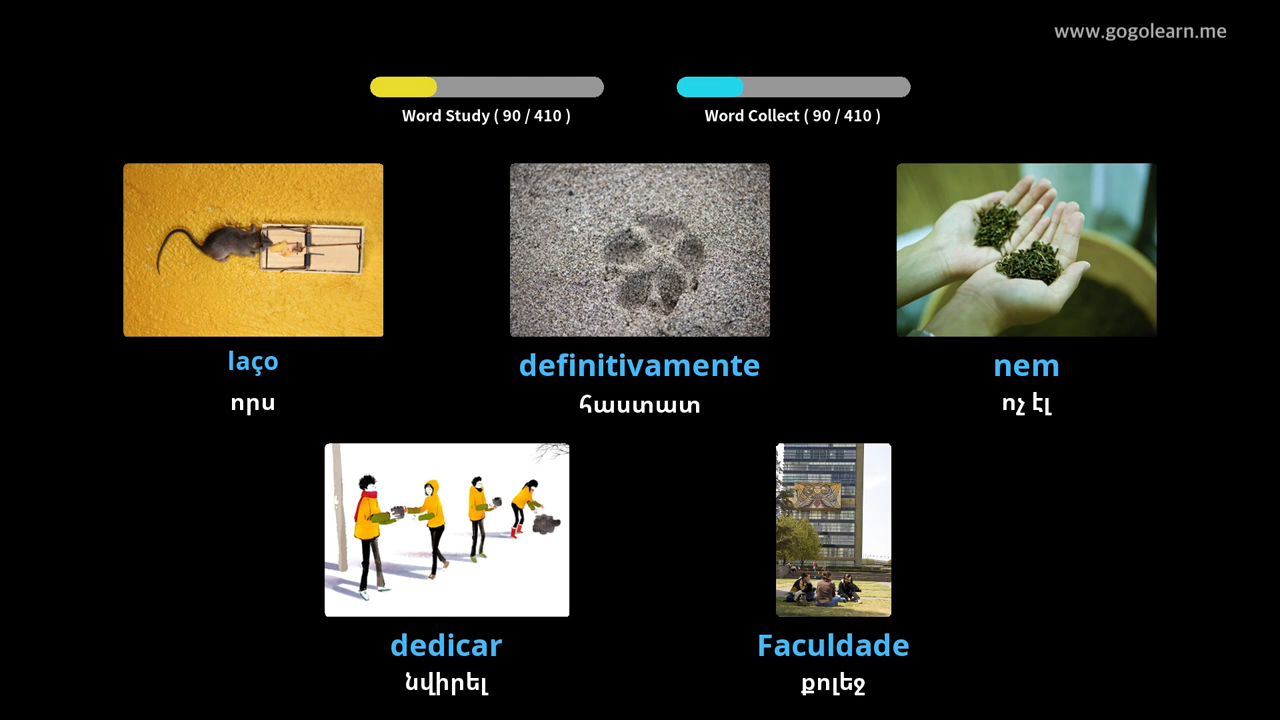 www.gogolearn.me
Word Study ( 90 / 410 )
Word Collect ( 90 / 410 )
laço
որս
definitivamente
հաստատ
nem
ոչ էլ
dedicar
նվիրել
Faculdade
քոլեջ